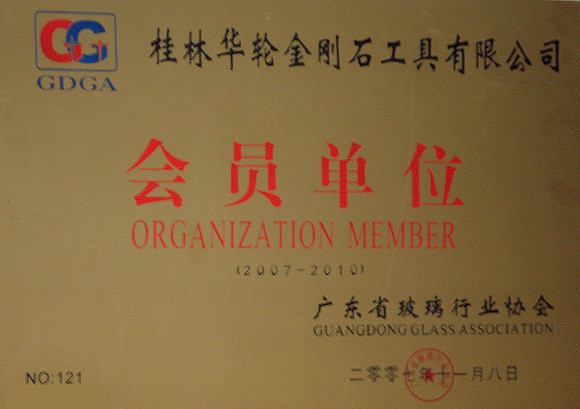 GG
GDGA
桂林华轮金刚石工具有限公司
会员单位
ORGANIZATION MEMBER
(2007-2010)
广东省玻璃行业协会
GUANGDONG GLASS ASSOCIATION
NO:121
二零零七年十一月八日